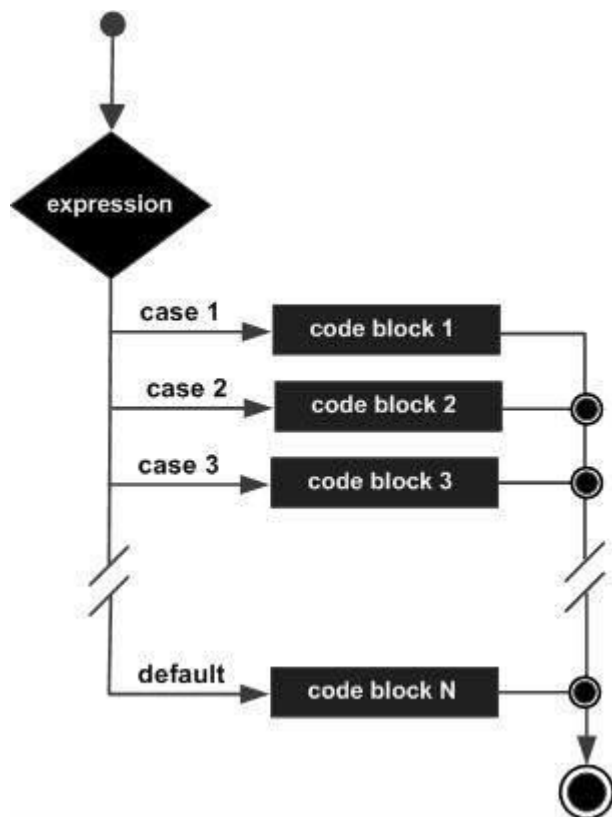 expression
case 1
code block 1
case 2
code block 2
case 3
code block 3
default
code block N